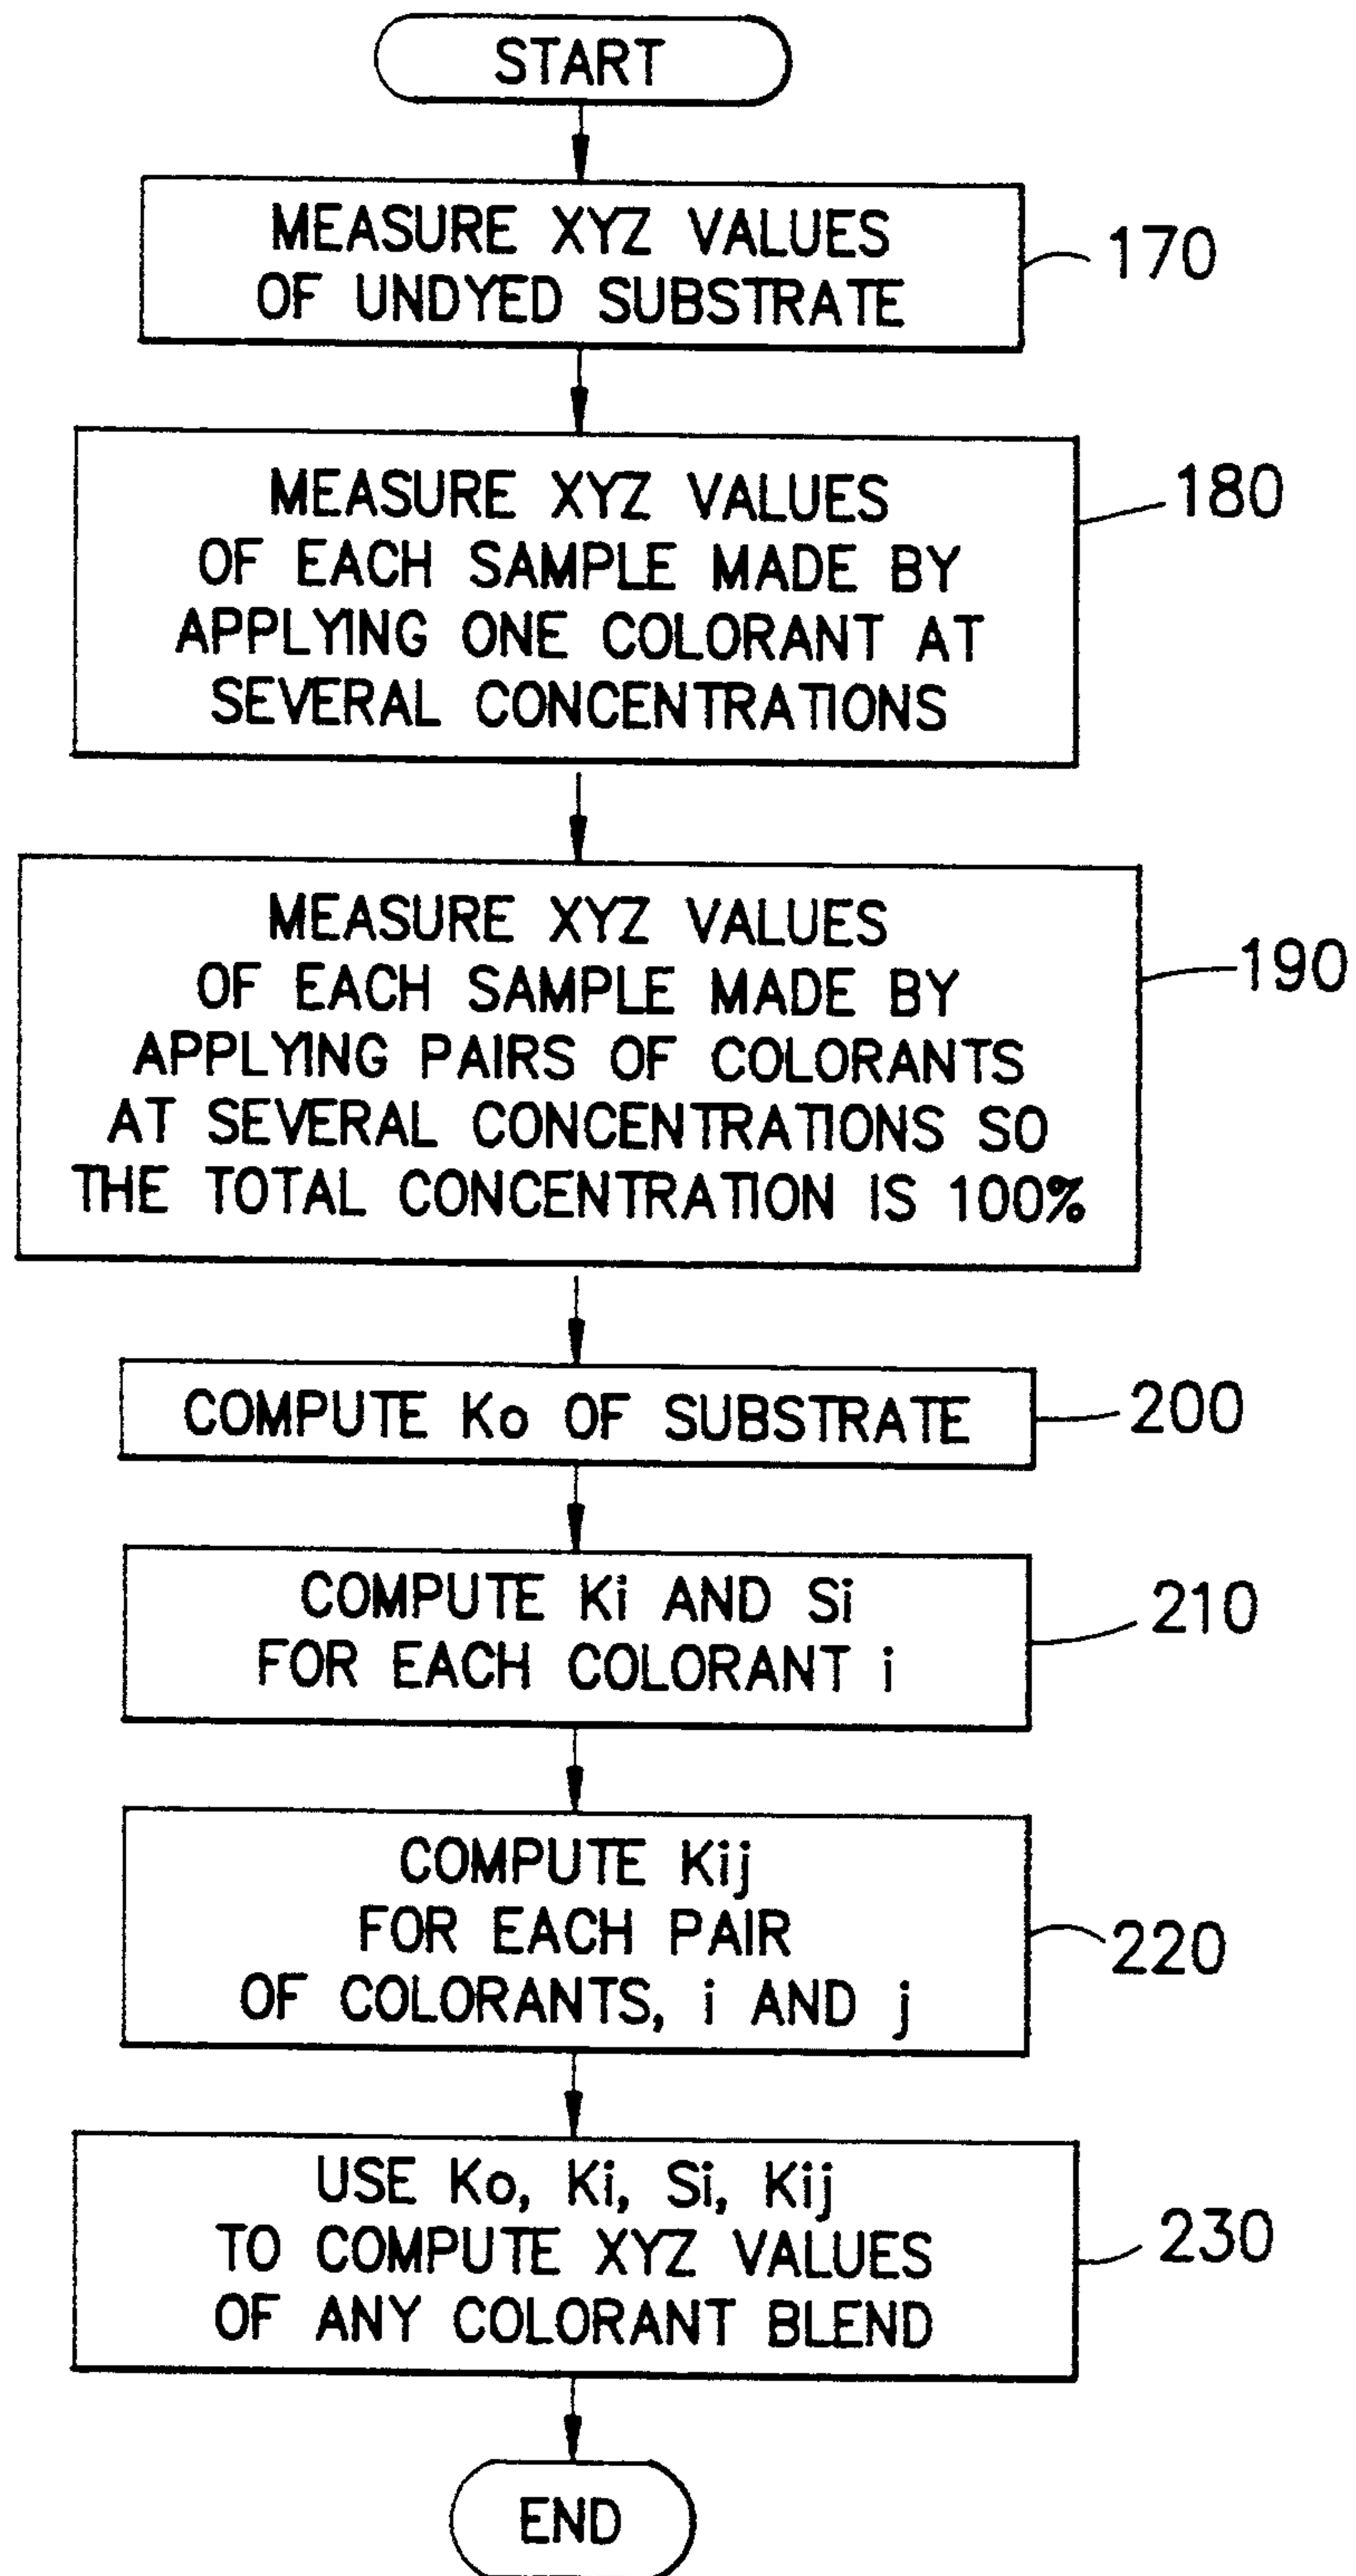 START
MEASURE XYZ VALUES
OF UNDYED SUBSTRATE
170
MEASURE XYZ VALUES
OF EACH SAMPLE MADE BY
APPLYING ONE COLORANT AT
SEVERAL CONCENTRATIONS
180
MEASURE XYZ VALUES
OF EACH SAMPLE MADE BY
APPLYING PAIRS OF COLORANTS
AT SEVERAL CONCENTRATIONS SO
THE TOTAL CONCENTRATION IS 100%
190
COMPUTE Ko OF SUBSTRATE
200
COMPUTE Ki AND Si
FOR EACH COLORANT i
210
COMPUTE Kij
FOR EACH PAIR
OF COLORANTS, i AND j
220
USE Ko, Ki, Si, Kij
TO COMPUTE XYZ VALUES
OF ANY COLORANT BLEND
230
END